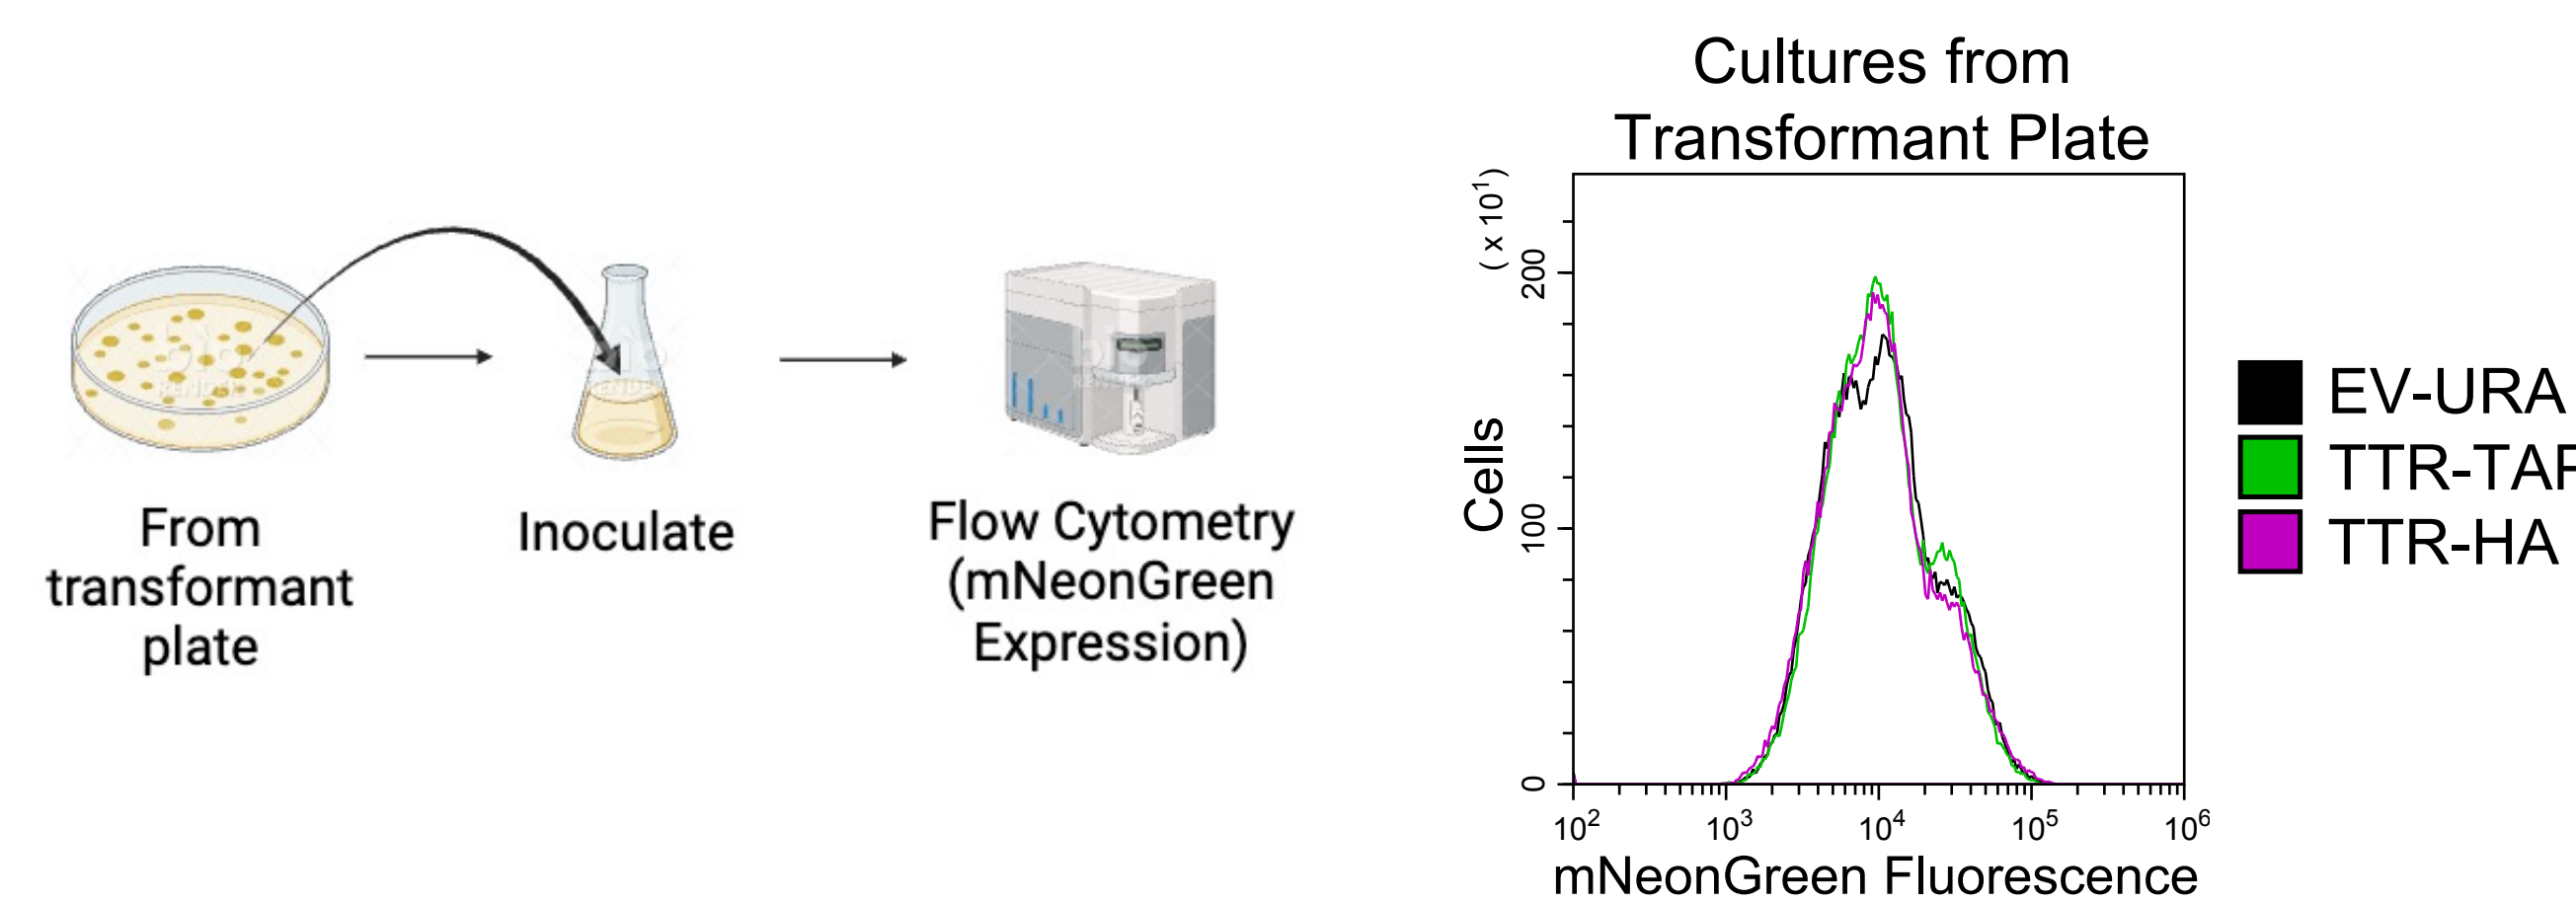 From
transformant
plate
Inoculate
Flow Cytometry
(mNeonGreen
Expression)
Cultures from
Transformant Plate
( x 10¹)
Cells
200
100
0
10² 10³ 10⁴ 10⁵ 10⁶
mNeonGreen Fluorescence
EV-URA
TTR-HA